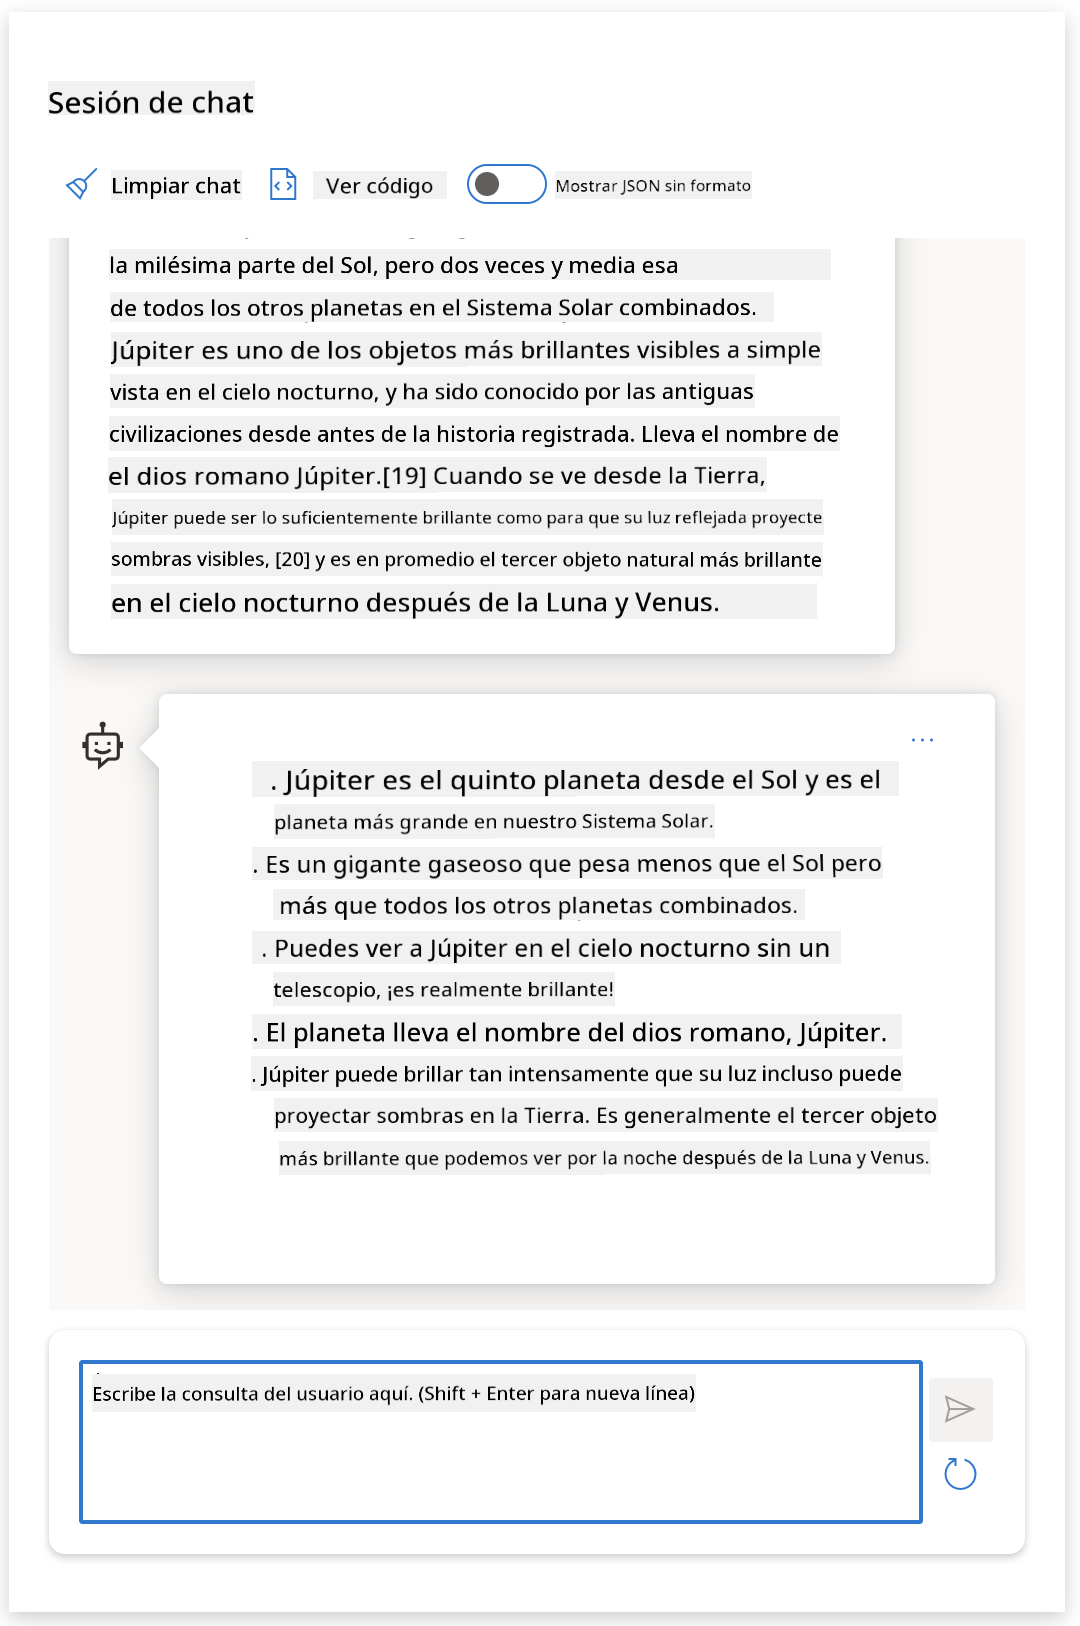 Sesión de chat
Limpiar chat
Ver código
Mostrar JSON sin formato
la milésima parte del Sol, pero dos veces y media esa
de todos los otros planetas en el Sistema Solar combinados.
Júpiter es uno de los objetos más brillantes visibles a simple
vista en el cielo nocturno, y ha sido conocido por las antiguas
civilizaciones desde antes de la historia registrada. Lleva el nombre de
el dios romano Júpiter.[19] Cuando se ve desde la Tierra,
Júpiter puede ser lo suficientemente brillante como para que su luz reflejada proyecte
sombras visibles, [20] y es en promedio el tercer objeto natural más brillante
en el cielo nocturno después de la Luna y Venus.
. Júpiter es el quinto planeta desde el Sol y es el
planeta más grande en nuestro Sistema Solar.
. Es un gigante gaseoso que pesa menos que el Sol pero
más que todos los otros planetas combinados.
. Puedes ver a Júpiter en el cielo nocturno sin un
telescopio, ¡es realmente brillante!
. El planeta lleva el nombre del dios romano, Júpiter.
. Júpiter puede brillar tan intensamente que su luz incluso puede
proyectar sombras en la Tierra. Es generalmente el tercer objeto
más brillante que podemos ver por la noche después de la Luna y Venus.
Escribe la consulta del usuario aquí. (Shift + Enter para nueva línea)